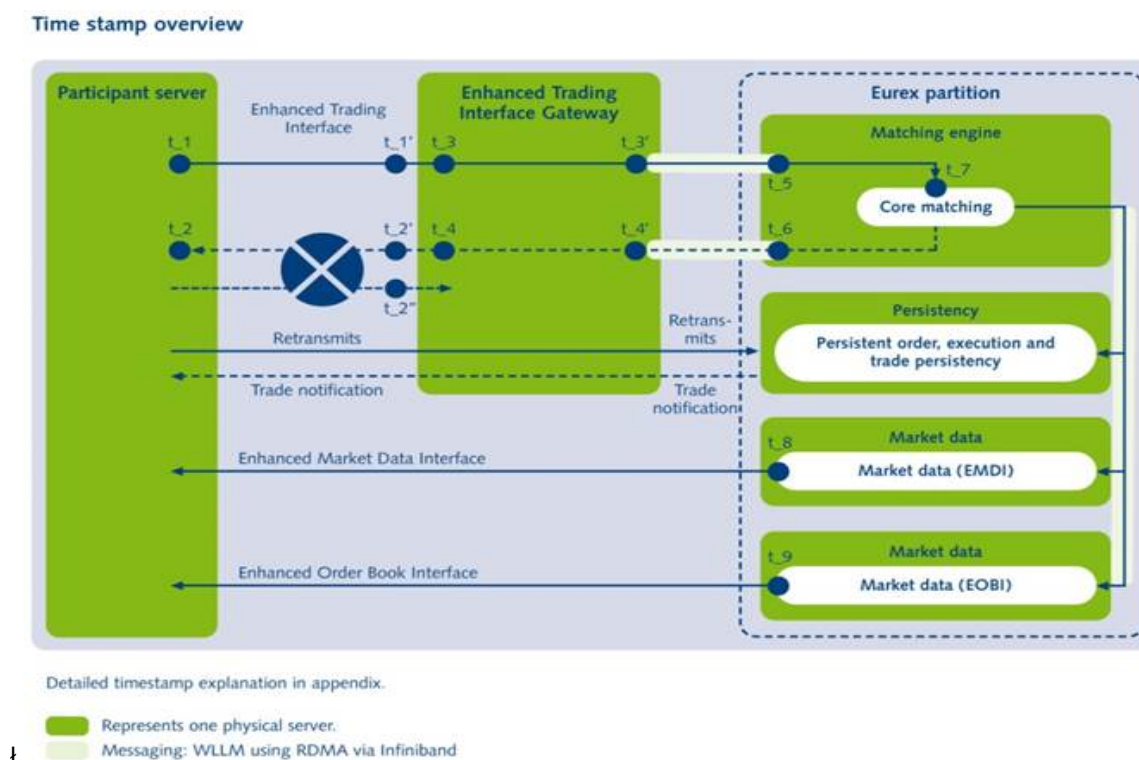 Time stamp overview
Participant server
Enhanced Trading
Interface
Enhanced Trading
Interface Gateway
Eurex partition
Matching engine
t_1
t_1'
t_3
t_3'
t_5
t_7
Core matching
t_2
t_2'
t_4
t_4'
t_6
t_2"
Retransmits
Retrans-
mits
Persistency
Persistent order, execution and
trade persistency
Trade notification
Trade
notification
t_8
Market data
Enhanced Market Data Interface
Market data (EMDI)
t_9
Market data
Enhanced Order Book Interface
Market data (EOBI)
Detailed timestamp explanation in appendix.
Represents one physical server.
Messaging: WLLM using RDMA via Infiniband